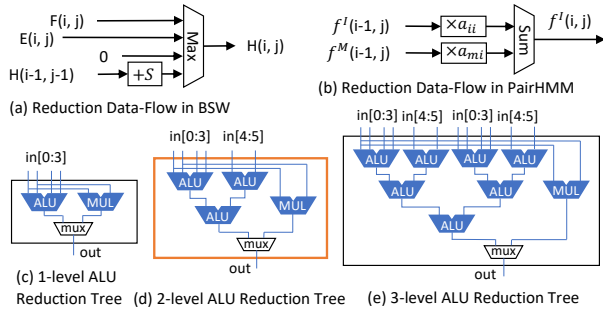 F(i, j)
E(i, j)
0
H(i-1, j-1)
+S
Max
H(i, j)
(a) Reduction Data-Flow in BSW
f^I(i-1, j)
f^M(i-1, j)
×a_ii
×a_mi
Sum
f^I(i, j)
(b) Reduction Data-Flow in PairHMM
in[0:3]
ALU
MUL
mux
out
(c) 1-level ALU
Reduction Tree
in[0:3] in[4:5]
ALU ALU
ALU
MUL
mux
out
(d) 2-level ALU Reduction Tree
in[0:3] in[4:5] in[0:3] in[4:5]
ALU ALU ALU ALU
ALU ALU
ALU
MUL
mux
out
(e) 3-level ALU Reduction Tree